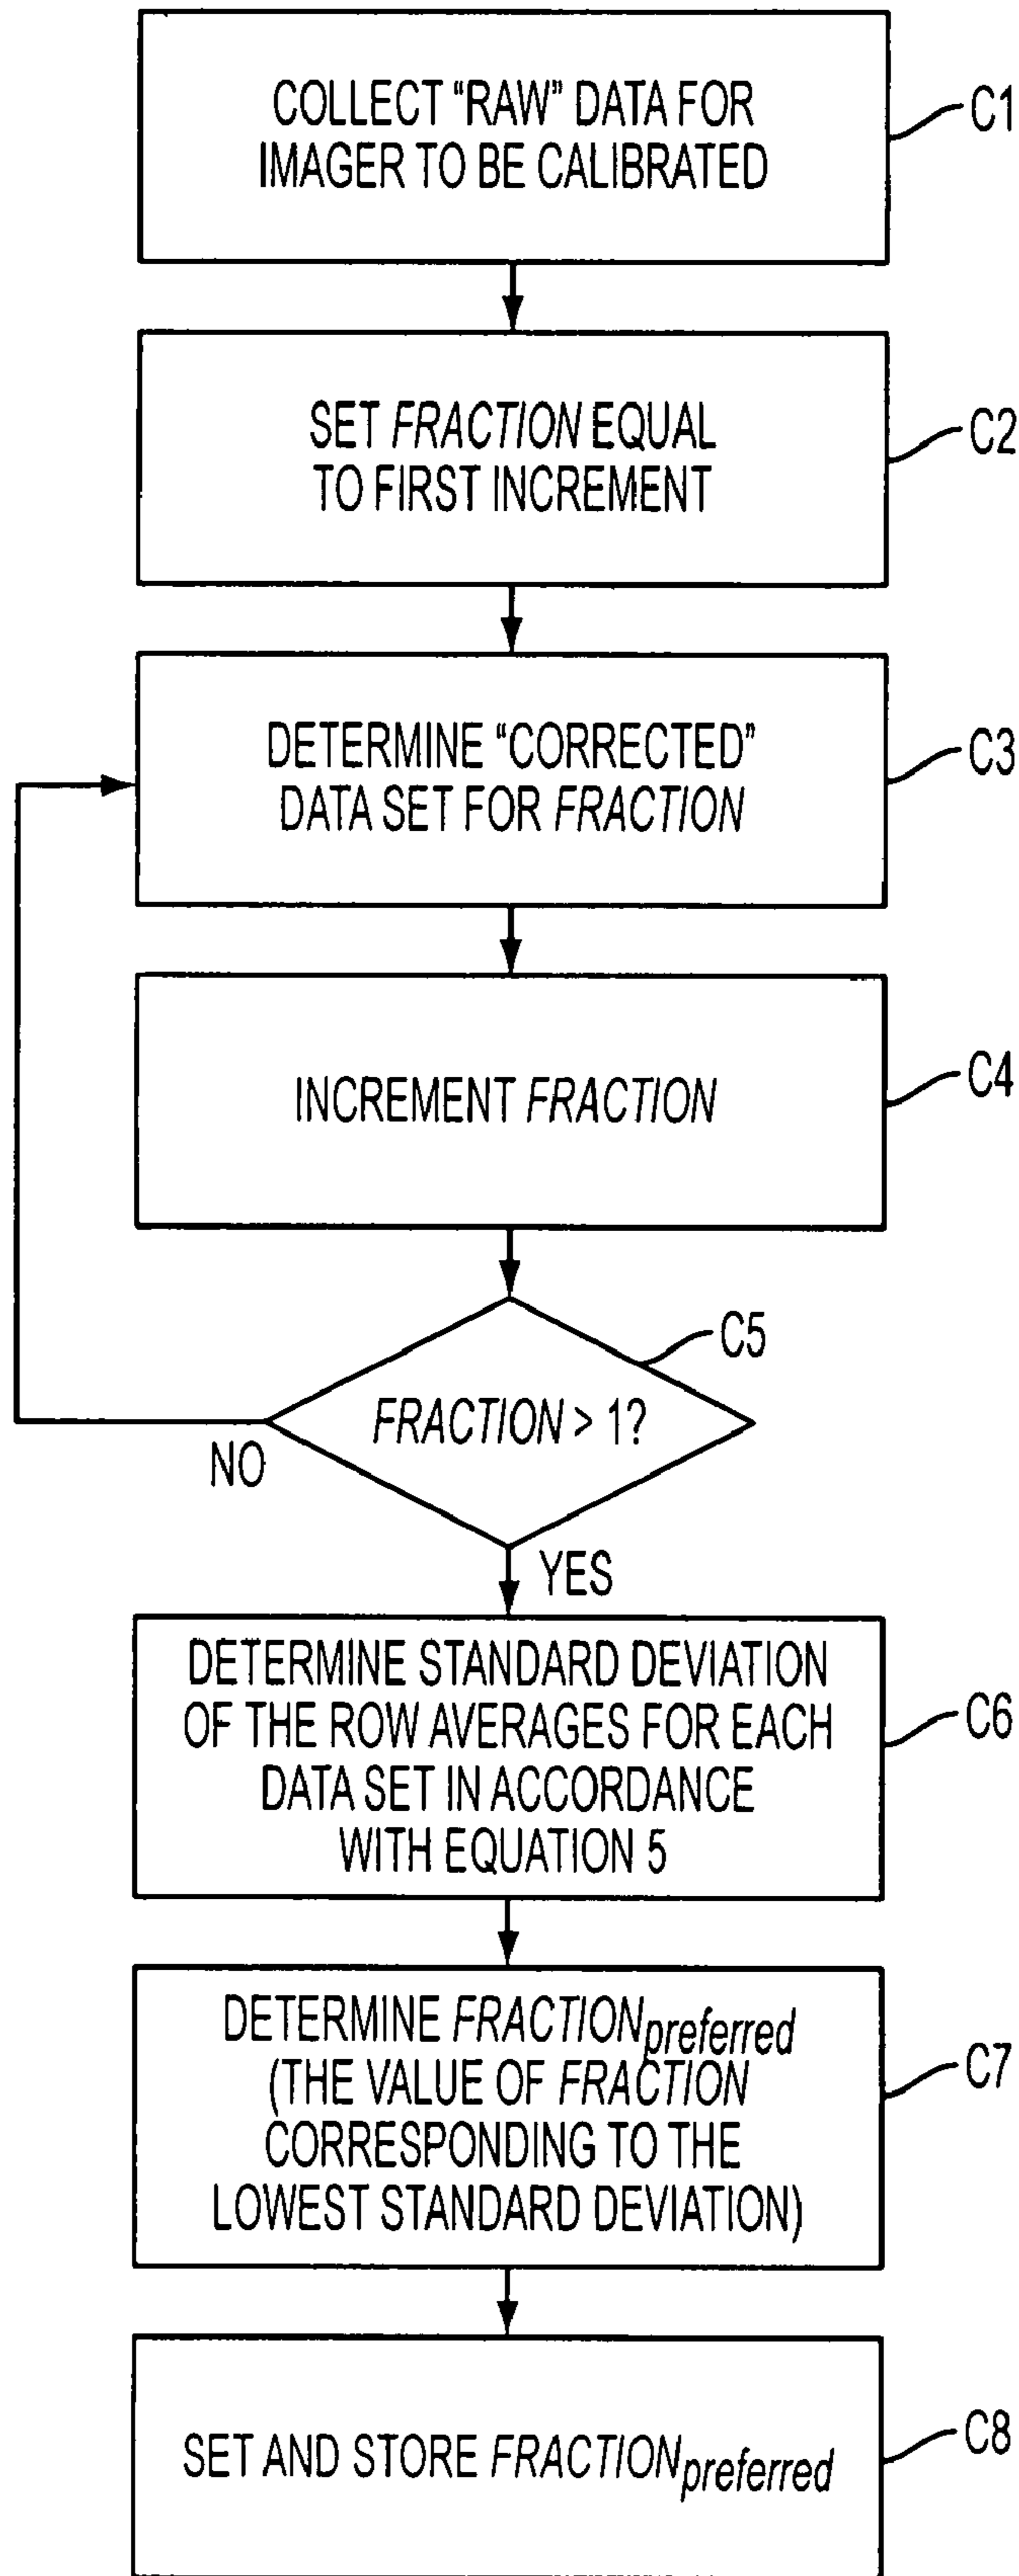 COLLECT “RAW” DATA FOR
IMAGER TO BE CALIBRATED
C1
SET FRACTION EQUAL
TO FIRST INCREMENT
C2
DETERMINE “CORRECTED”
DATA SET FOR FRACTION
C3
INCREMENT FRACTION
C4
C5
FRACTION > 1?
NO
YES
DETERMINE STANDARD DEVIATION
OF THE ROW AVERAGES FOR EACH
DATA SET IN ACCORDANCE
WITH EQUATION 5
C6
DETERMINE FRACTIONpreferred
(THE VALUE OF FRACTION
CORRESPONDING TO THE
LOWEST STANDARD DEVIATION)
C7
SET AND STORE FRACTIONpreferred
C8